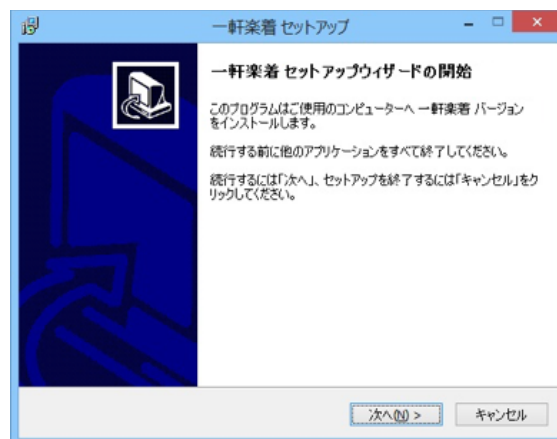 一軒楽着 セットアップ
一軒楽着 セットアップウィザードの開始
このプログラムはご使用のコンピューターへ 一軒楽着 バージョン
をインストールします。
続行する前に他のアプリケーションをすべて終了してください。
続行するには「次へ」、セットアップを終了するには「キャンセル」をク
リックしてください。
次へ(N) >
キャンセル